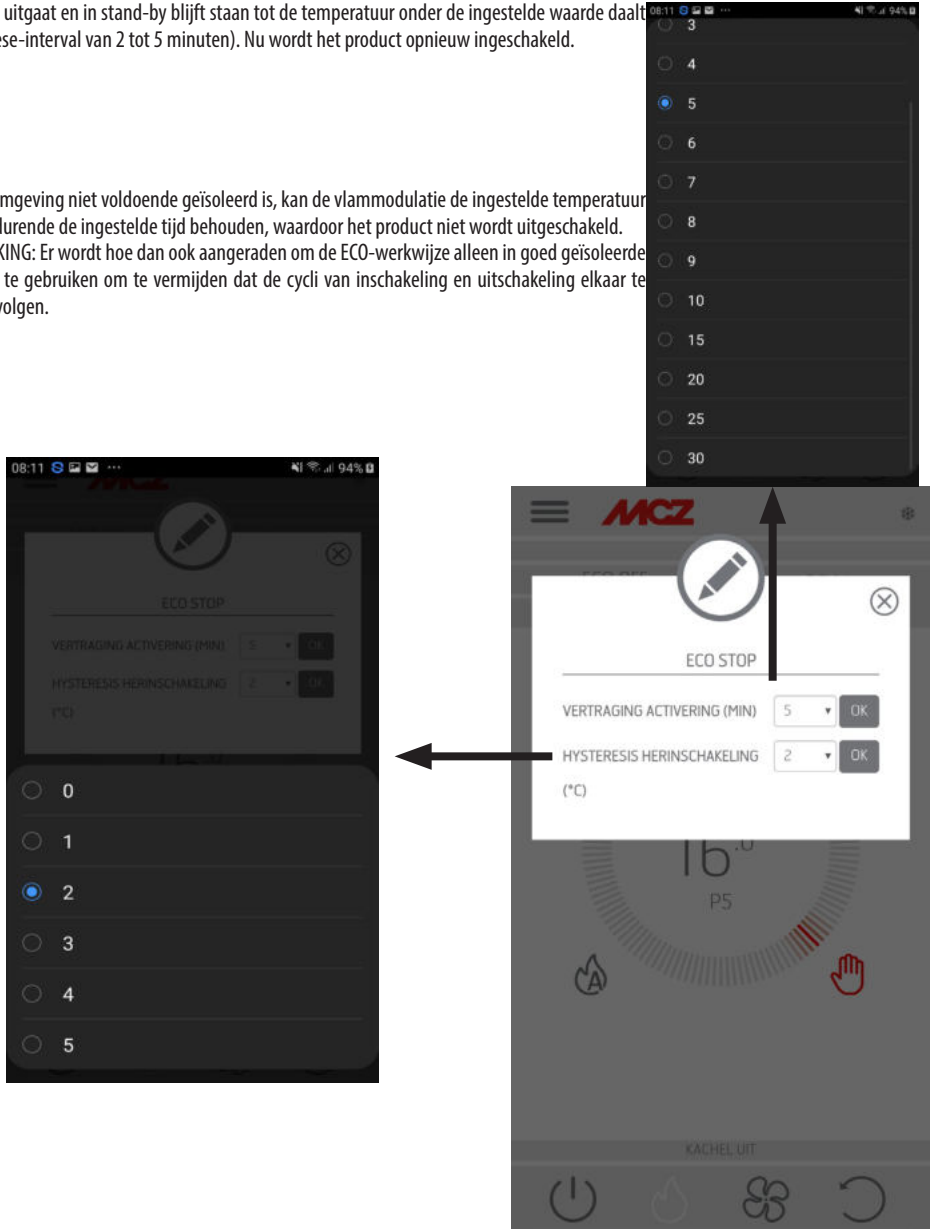 uitgaat en in stand-by blijft staan tot de temperatuur onder de ingestelde waarde daalt
ese-interval van 2 tot 5 minuten). Nu wordt het product opnieuw ingeschakeld.
mgeving niet voldoende geïsoleerd is, kan de vlammodulatie de ingestelde temperatuur
durende de ingestelde tijd behouden, waardoor het product niet wordt uitgeschakeld.
KING: Er wordt hoe dan ook aangeraden om de ECO-werkwijze alleen in goed geïsoleerde
te gebruiken om te vermijden dat de cycli van inschakeling en uitschakeling elkaar te
volgen.
08:11 94%
3
4
5
6
7
8
9
10
15
20
25
30
08:11 94%
MCZ
ECO STOP
VERTRAGING ACTIVERING (MIN) 5 OK
HYSTERESIS HERINSCHAKELING 2 OK
(°C)
0
1
2
3
4
5
MCZ
ECO OFF
ECO STOP
VERTRAGING ACTIVERING (MIN) 5 OK
HYSTERESIS HERINSCHAKELING 2 OK
(°C)
16.0
P5
A
KACHEL UIT